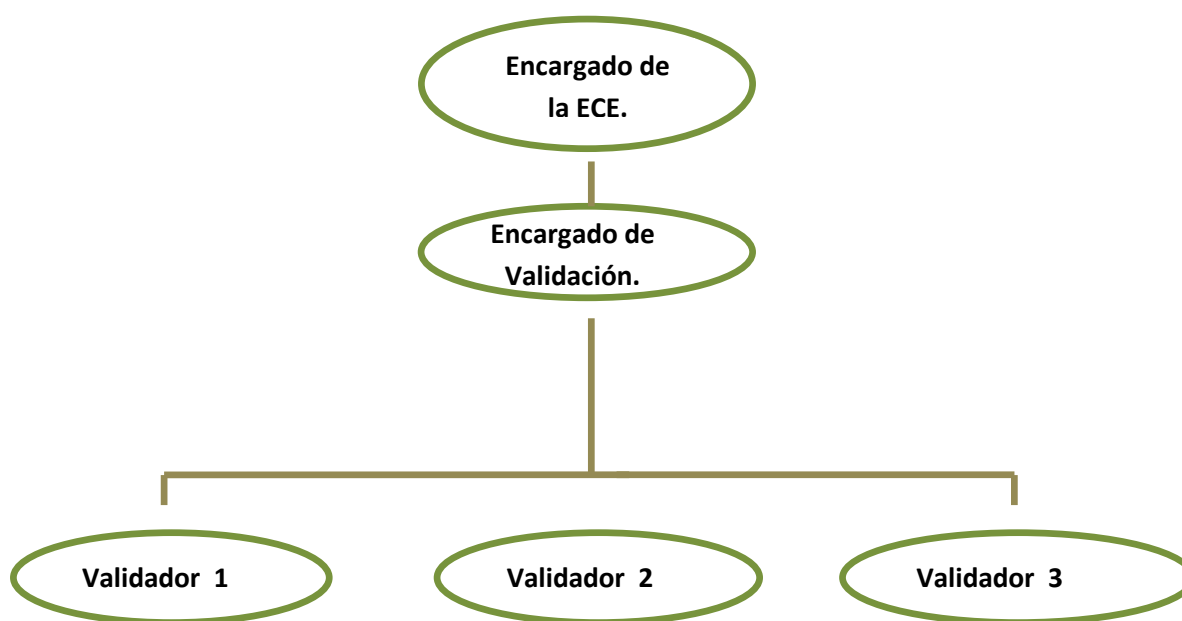 Encargado de
la ECE.
Encargado de
Validación.
Validador 1
Validador 2
Validador 3